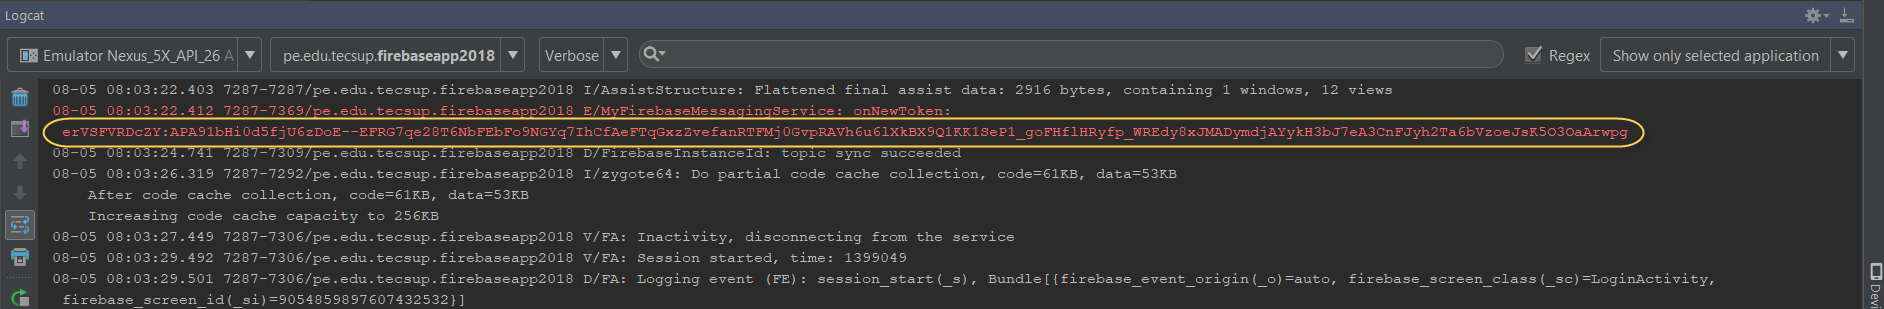 Logcat
Emulator Nexus_5X_API_26 A
pe.edu.tecsup.firebaseapp2018
Verbose
Regex
Show only selected application
08-05 08:03:22.403 7287-7287/pe.edu.tecsup.firebaseapp2018 I/AssistStructure: Flattened final assist data: 2916 bytes, containing 1 windows, 12 views
08-05 08:03:22.412 7287-7369/pe.edu.tecsup.firebaseapp2018 E/MyFirebaseMessagingService: onNewToken:
erVSFVRDcZY:APA91bHi0d5fjU6zDoE--EFRG7qe28T6NbFEbFo9NGYq7IhCfAeFTqGxzZvefanRTFMj0GvpRAVh6u6lXkBX9Q1KK1SeP1_goFHflHRyfp_WREdy8xJMADymdjAYykH3bJ7eA3CnFJyh2Ta6bVzoeJsK5O3OaArwpg
08-05 08:03:24.741 7287-7309/pe.edu.tecsup.firebaseapp2018 D/FirebaseInstanceId: topic sync succeeded
08-05 08:03:26.319 7287-7292/pe.edu.tecsup.firebaseapp2018 I/zygote64: Do partial code cache collection, code=61KB, data=53KB
After code cache collection, code=61KB, data=53KB
Increasing code cache capacity to 256KB
08-05 08:03:27.449 7287-7306/pe.edu.tecsup.firebaseapp2018 V/FA: Inactivity, disconnecting from the service
08-05 08:03:29.492 7287-7306/pe.edu.tecsup.firebaseapp2018 V/FA: Session started, time: 1399049
08-05 08:03:29.501 7287-7306/pe.edu.tecsup.firebaseapp2018 D/FA: Logging event (FE): session_start(_s), Bundle[{firebase_event_origin(_o)=auto, firebase_screen_class(_sc)=LoginActivity,
firebase_screen_id(_si)=9054859897607432532}]
Devi